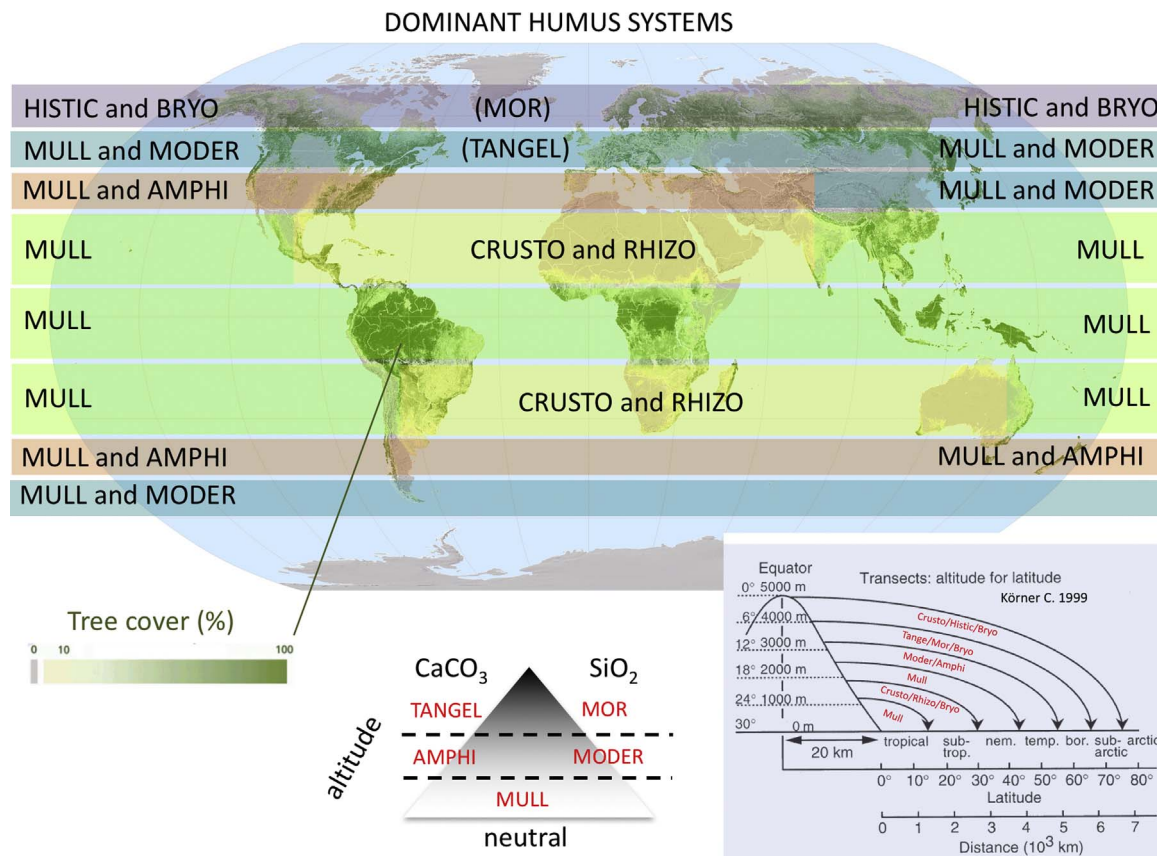 DOMINANT HUMUS SYSTEMS
HISTIC and BRYO (MOR) HISTIC and BRYO
MULL and MODER (TANGEL) MULL and MODER
MULL and AMPHI MULL and MODER
MULL CRUSTO and RHIZO MULL
MULL MULL
MULL CRUSTO and RHIZO MULL
MULL and AMPHI MULL and AMPHI
MULL and MODER
Tree cover (%)
0 10 100
CaCO3 SiO2
TANGEL MOR
AMPHI MODER
MULL
altitude
neutral
Equator
Transects: altitude for latitude
Körner C. 1999
0° 5000 m
6° 4000 m
12° 3000 m
18° 2000 m
24° 1000 m
30° 0 m
Crusto/Histic/Bryo
Tange/Mor/Bryo
Moder/Amphi
Mull
Crusto/Rhizo/Bryo
Mull
20 km
tropical sub-trop. nem. temp. bor. sub-arctic arctic
0° 10° 20° 30° 40° 50° 60° 70° 80°
Latitude
0 1 2 3 4 5 6 7
Distance (103 km)